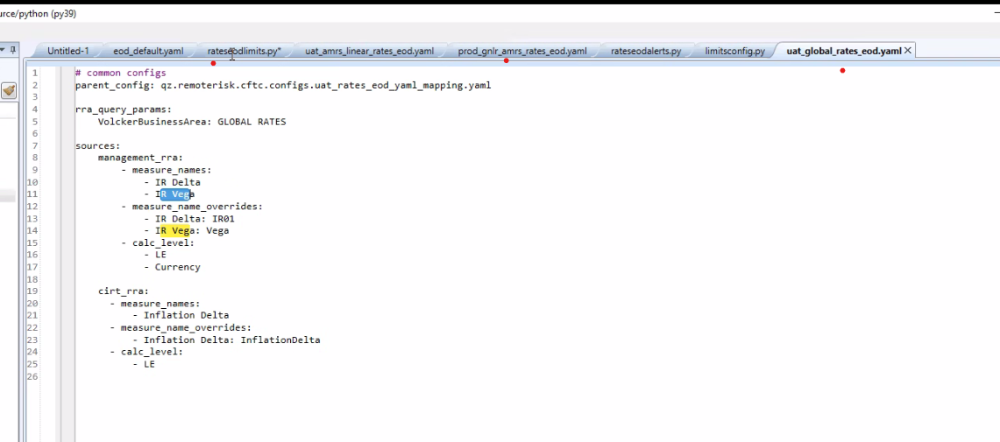 urce/python (py39)
Untitled-1 eod_default.yaml rateseodlimits.py* uat_amrs_linear_rates_eod.yaml prod_gnlr_amrs_rates_eod.yaml rateseodalerts.py limitsconfig.py uat_global_rates_eod.yaml
1 # common configs
2 parent_config: qz.remoterisk.cftc.configs.uat_rates_eod_yaml_mapping.yaml
3
4 rra_query_params:
5 VolckerBusinessArea: GLOBAL RATES
6
7 sources:
8 management_rra:
9 - measure_names:
10 - IR Delta
11 - IR Vega
12 - measure_name_overrides:
13 - IR Delta: IR01
14 - IR Vega: Vega
15 - calc_level:
16 - LE
17 - Currency
18
19 cirt_rra:
20 - measure_names:
21 - Inflation Delta
22 - measure_name_overrides:
23 - Inflation Delta: InflationDelta
24 - calc_level:
25 - LE
26